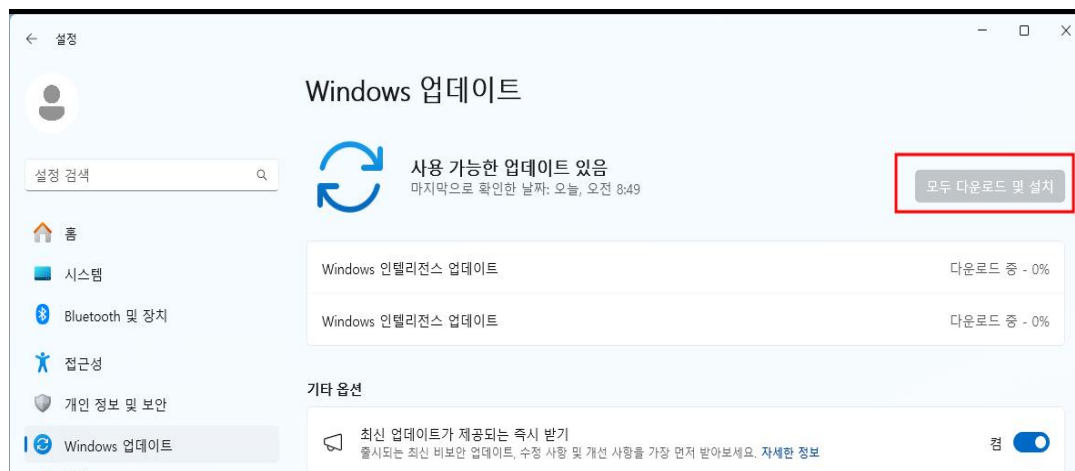 설정
Windows 업데이트
사용 가능한 업데이트 있음
마지막으로 확인한 날짜: 오늘, 오전 8:49
모두 다운로드 및 설치
설정 검색
홈
시스템
Bluetooth 및 장치
접근성
개인 정보 및 보안
Windows 업데이트
Windows 인텔리전스 업데이트
다운로드 중 - 0%
Windows 인텔리전스 업데이트
다운로드 중 - 0%
기타 옵션
최신 업데이트가 제공되는 즉시 받기
출시되는 최신 비보안 업데이트, 수정 사항 및 개선 사항을 가장 먼저 받아보세요. 자세한 정보
켬